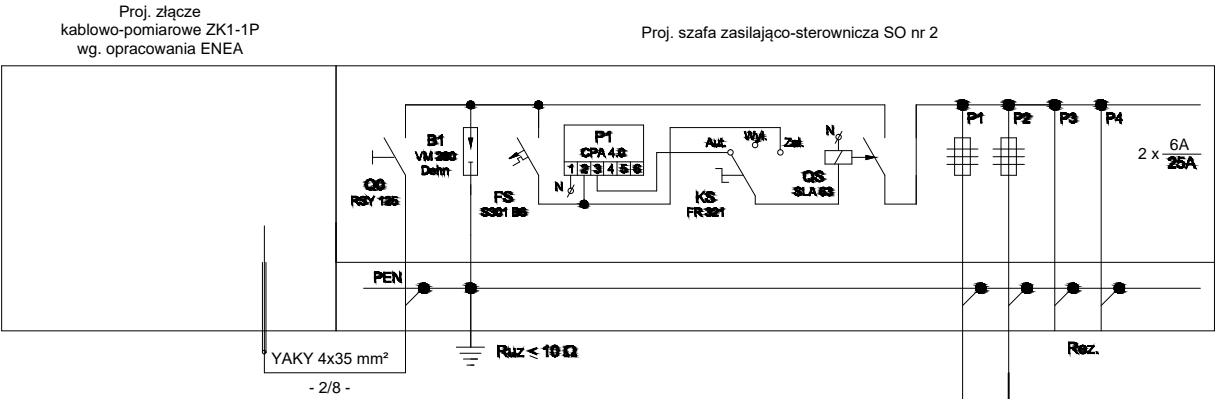 Proj. złącze
kablowo-pomiarowe ZK1-1P
wg. opracowania ENEA
Proj. szafa zasilająco-sterownicza SO nr 2
Q0
RSY 125
B1
VM 280
Dehn
FS
S301 B6
P1
CPA 4.0
1 2 3 4 5 6
N
Aut.
Wył.
Zał.
KS
FR 321
N
QS
SLA 63
P1
P2
P3
P4
2 x 6A
25A
PEN
YAKY 4x35 mm²
- 2/8 -
Ruz < 10 Ω
Rez.